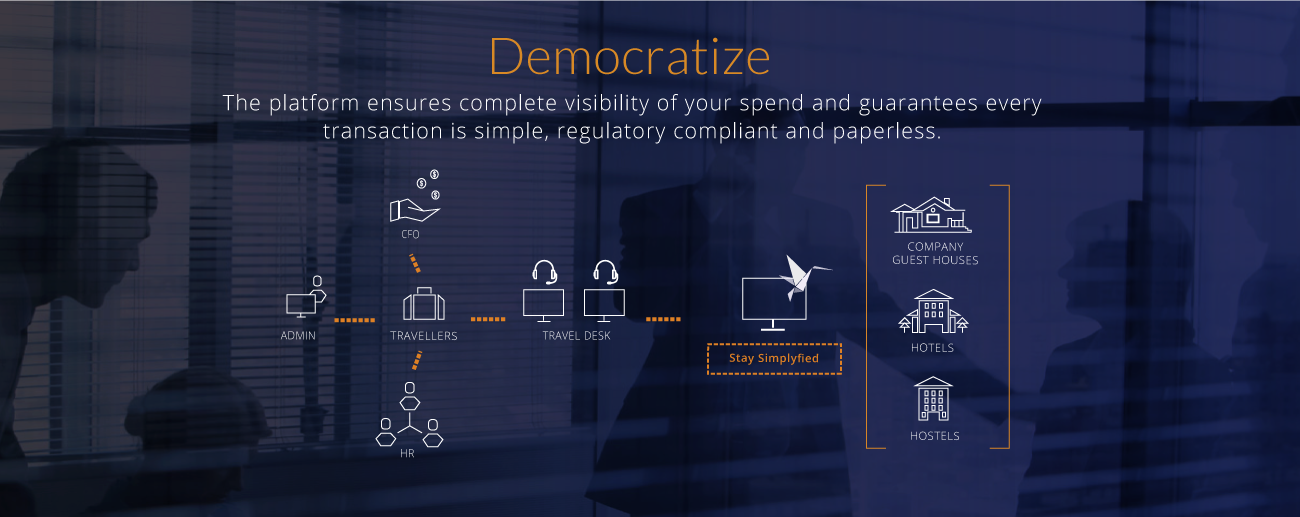 Democratize
The platform ensures complete visibility of your spend and guarantees every
transaction is simple, regulatory compliant and paperless.
CFO
ADMIN
TRAVELLERS
TRAVEL DESK
HR
Stay Simplyfied
COMPANY
GUEST HOUSES
HOTELS
HOSTELS